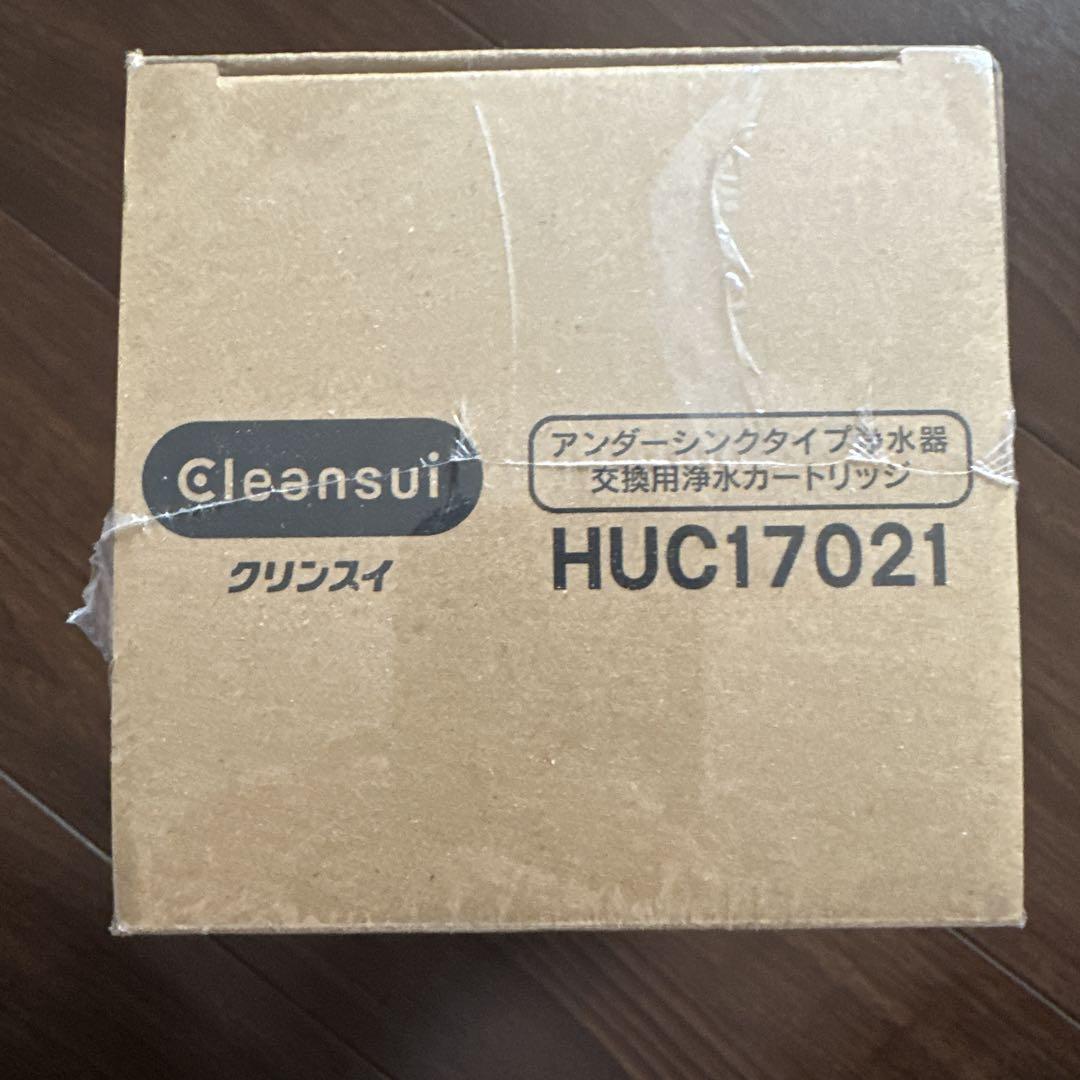 Cleansui
クリンスイ
アンダーシンクタイプ浄水器
交換用浄水カートリッジ
HUC17021